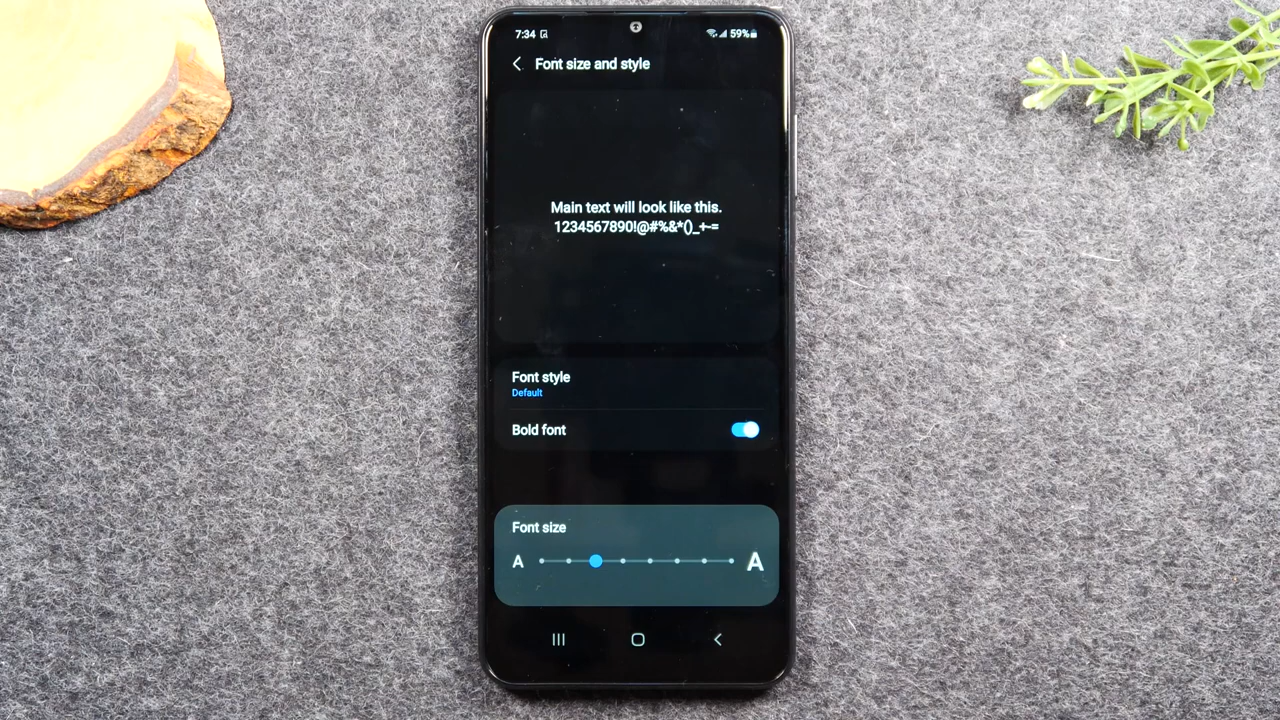 7:34 59%
Font size and style
Main text will look like this.
1234567890!@#%&*()_+-=
Font style
Default
Bold font
Font size
A A